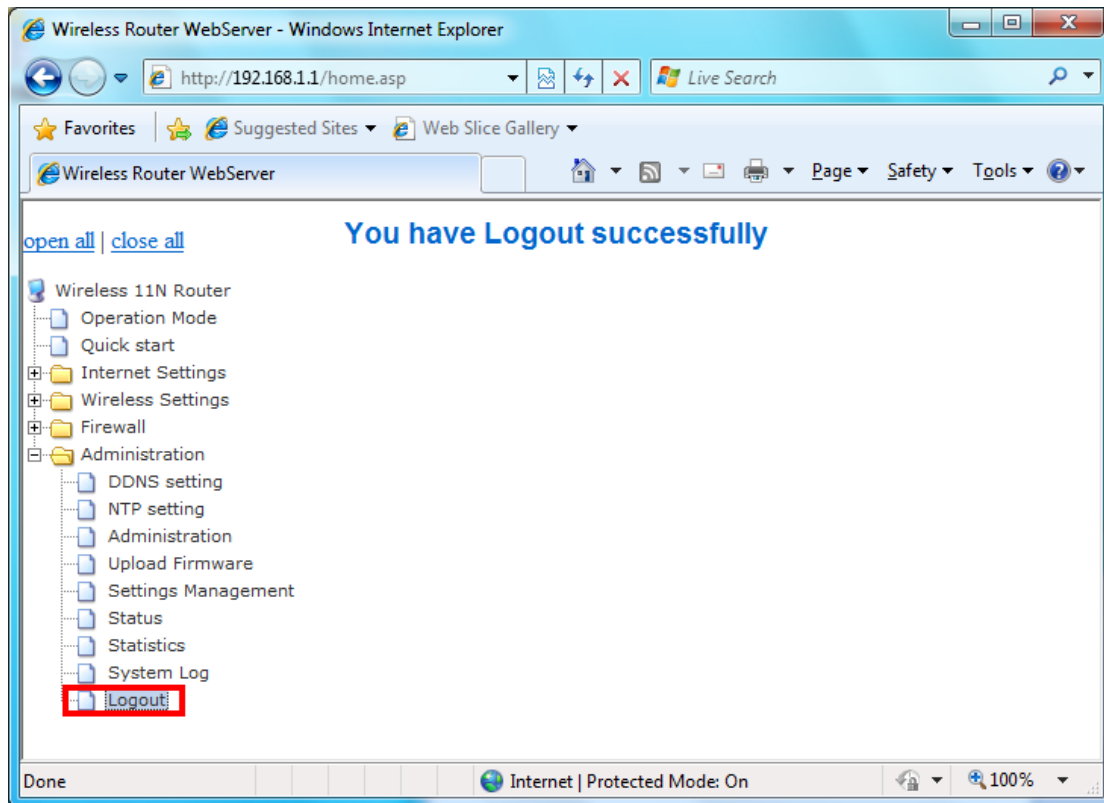 Wireless Router WebServer - Windows Internet Explorer
http://192.168.1.1/home.asp
Live Search
Favorites Suggested Sites Web Slice Gallery
Wireless Router WebServer
Page Safety Tools
open all | close all
You have Logout successfully
Wireless 11N Router
Operation Mode
Quick start
Internet Settings
Wireless Settings
Firewall
Administration
DDNS setting
NTP setting
Administration
Upload Firmware
Settings Management
Status
Statistics
System Log
Logout
Done
Internet | Protected Mode: On
100%